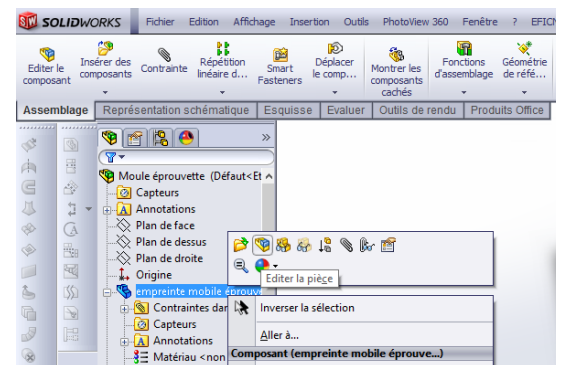 SOLIDWORKS Fichier Edition Affichage Insertion Outils PhotoView 360 Fenêtre ?
Editer le composant
Insérer des composants
Contrainte
Répétition linéaire d...
Smart Fasteners
Déplacer le comp...
Montrer les composants cachés
Fonctions d'assemblage
Géométrie de réfé...
Assemblage Représentation schématique Esquisse Evaluer Outils de rendu Produits Office
Moule éprouvette (Défaut<Et
Capteurs
Annotations
Plan de face
Plan de dessus
Plan de droite
Editer la pièce
Origine
empreinte mobile éprouve
Contraintes dan
Inverser la sélection
Capteurs
Aller à...
Annotations
Composant (empreinte mobile éprouve...)
Matériau <non